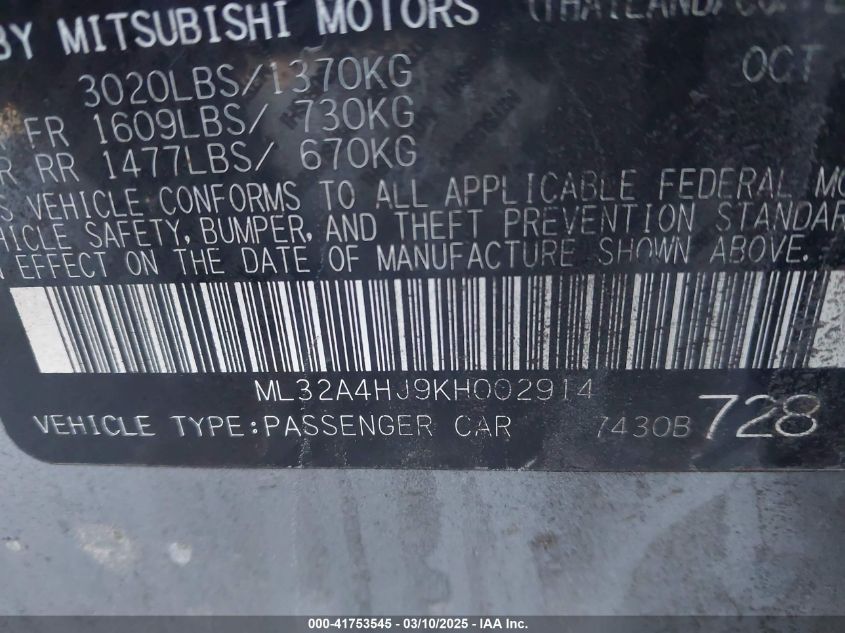 BY MITSUBISHI MOTORS (THAILAND)
3020LBS/1370KG OCT
FR 1609LBS/ 730KG
RR 1477LBS/ 670KG
VEHICLE CONFORMS TO ALL APPLICABLE FEDERAL MO
HICLE SAFETY, BUMPER, AND THEFT PREVENTION STANDAR
EFFECT ON THE DATE OF MANUFACTURE SHOWN ABOVE.
ML32A4HJ9KH002914
VEHICLE TYPE:PASSENGER CAR 7430B 728
000-41753545 - 03/10/2025 - IAA Inc.